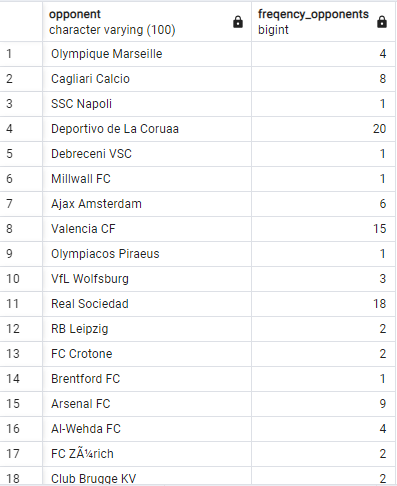 opponent freqency_opponents
character varying (100) bigint
1 Olympique Marseille 4
2 Cagliari Calcio 8
3 SSC Napoli 1
4 Deportivo de La Coruaa 20
5 Debreceni VSC 1
6 Millwall FC 1
7 Ajax Amsterdam 6
8 Valencia CF 15
9 Olympiacos Piraeus 1
10 VfL Wolfsburg 3
11 Real Sociedad 18
12 RB Leipzig 2
13 FC Crotone 2
14 Brentford FC 1
15 Arsenal FC 9
16 Al-Wehda FC 4
17 FC ZÃ¼rich 2
18 Club Brugge KV 2